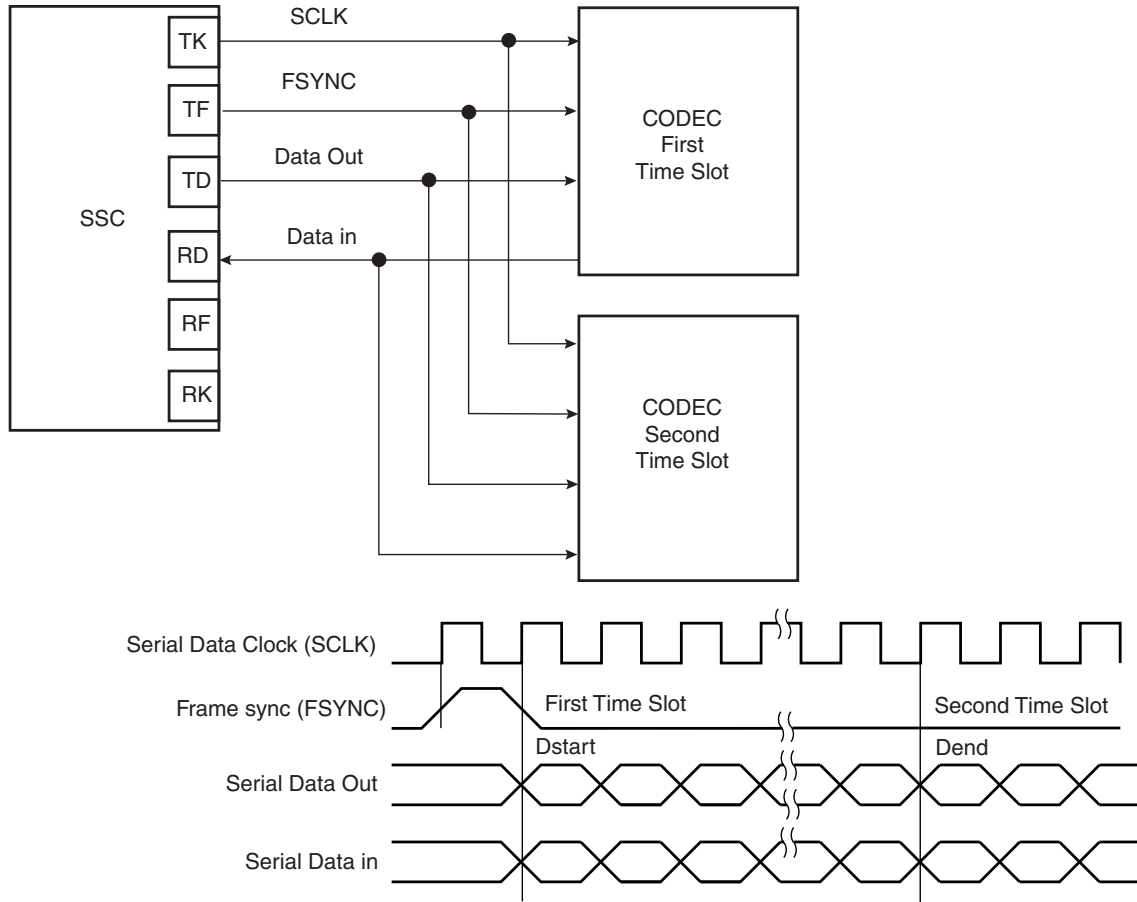 SCLK
TK
FSYNC
TF
CODEC
First
Time Slot
Data Out
TD
SSC
Data in
RD
RF
RK
CODEC
Second
Time Slot
Serial Data Clock (SCLK)
Frame sync (FSYNC)
First Time Slot
Second Time Slot
Dstart
Dend
Serial Data Out
Serial Data in